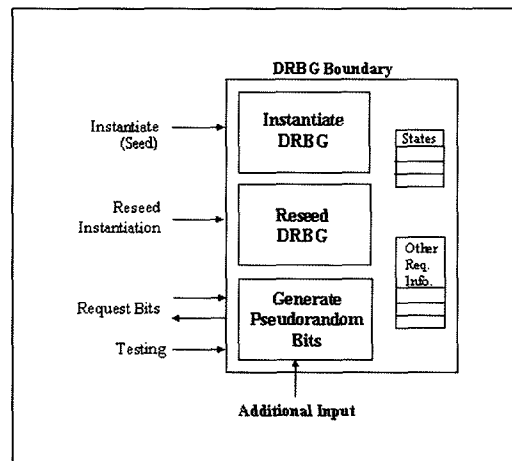 DRBG Boundary
Instantiate
(Seed)
Instantiate
DRBG
States
Reseed
Instantiation
Reseed
DRBG
Other
Req.
Info.
Request Bits
Generate
Pseudorandom
Bits
Testing
Additional Input